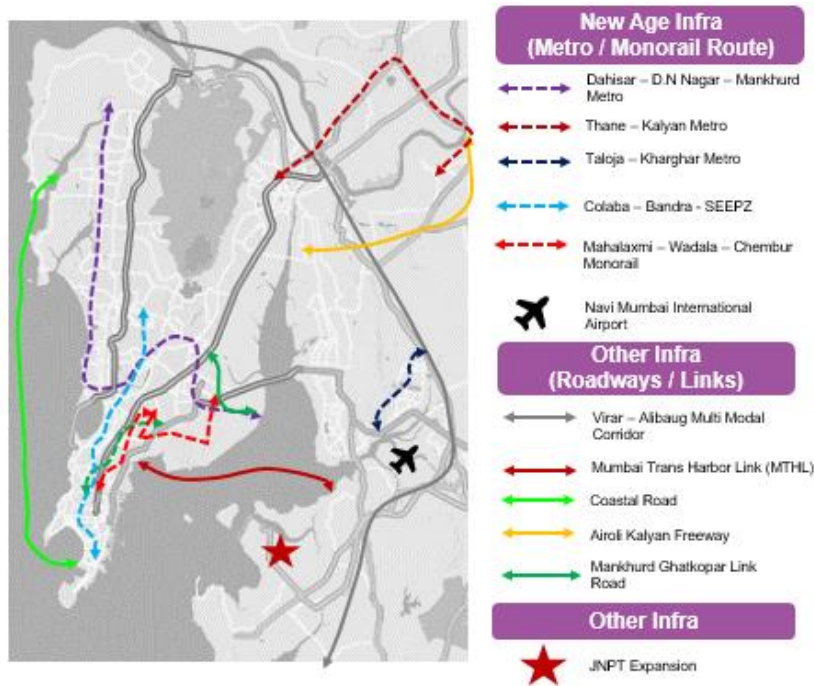 New Age Infra
(Metro / Monorail Route)
Dahisar – D.N Nagar – Mankhurd
Metro
Thane – Kalyan Metro
Taloja – Kharghar Metro
Colaba – Bandra - SEEPZ
Mahalaxmi – Wadala – Chembur
Monorail
Navi Mumbai International
Airport
Other Infra
(Roadways / Links)
Virar – Alibaug Multi Modal
Corridor
Mumbai Trans Harbor Link (MTHL)
Coastal Road
Airoli Kalyan Freeway
Mankhurd Ghatkopar Link
Road
Other Infra
JNPT Expansion